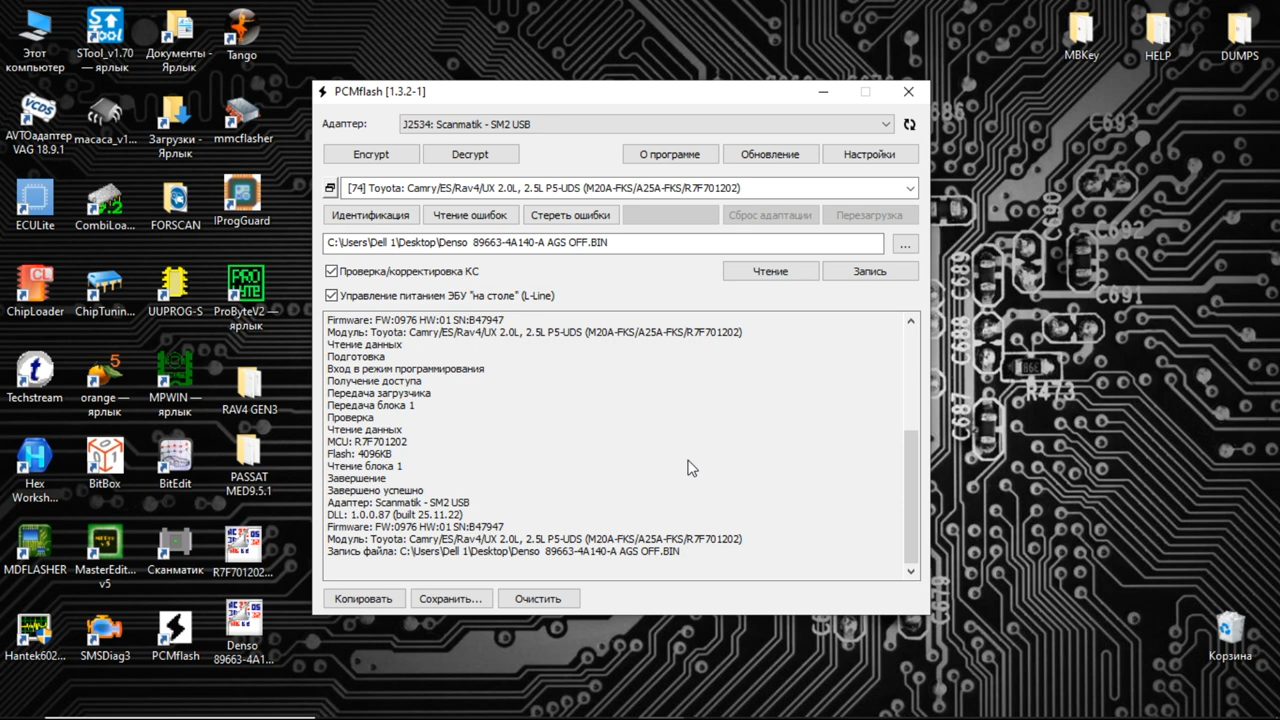 Этот
компьютер
STool_v1.70
— ярлык
Документы -
Ярлык
Tango
MBKey
HELP
DUMPS
AVTOадаптер
VAG 18.9.1
macaca_v1...
Загрузки -
Ярлык
mmcflasher
ECULite
CombiLoa...
FORSCAN
IProgGuard
ChipLoader
ChipTunin...
UUPROG-S
ProByteV2 —
ярлык
Techstream
orange —
ярлык
MPWIN —
ярлык
RAV4 GEN3
Hex
Worksh...
BitBox
BitEdit
PASSAT
MED9.5.1
MDFLASHER
MasterEdit...
v5
Сканматик
R7F701202...
Hantek602...
SMSDiag3
PCMflash
Denso
89663-4A1...
Корзина
PCMflash [1.3.2-1]
Адаптер:
J2534: Scanmatik - SM2 USB
Encrypt
Decrypt
О программе
Обновление
Настройки
[74] Toyota: Camry/ES/Rav4/UX 2.0L, 2.5L P5-UDS (M20A-FKS/A25A-FKS/R7F701202)
Идентификация
Чтение ошибок
Стереть ошибки
Сброс адаптации
Перезагрузка
C:\Users\Dell 1\Desktop\Denso  89663-4A140-A AGS OFF.BIN
...
Проверка/корректировка КС
Чтение
Запись
Управление питанием ЭБУ "на столе" (L-Line)
Firmware: FW:0976 HW:01 SN:B47947
Модуль: Toyota: Camry/ES/Rav4/UX 2.0L, 2.5L P5-UDS (M20A-FKS/A25A-FKS/R7F701202)
Чтение данных
Подготовка
Вход в режим программирования
Получение доступа
Передача загрузчика
Передача блока 1
Проверка
Чтение данных
MCU: R7F701202
Flash: 4096KB
Чтение блока 1
Завершение
Завершено успешно
Адаптер: Scanmatik - SM2 USB
DLL: 1.0.0.87 (built 25.11.22)
Firmware: FW:0976 HW:01 SN:B47947
Модуль: Toyota: Camry/ES/Rav4/UX 2.0L, 2.5L P5-UDS (M20A-FKS/A25A-FKS/R7F701202)
Запись файла: C:\Users\Dell 1\Desktop\Denso  89663-4A140-A AGS OFF.BIN
Копировать
Сохранить...
Очистить
C693
C690
C692
C689
C691
C688
R473
C687